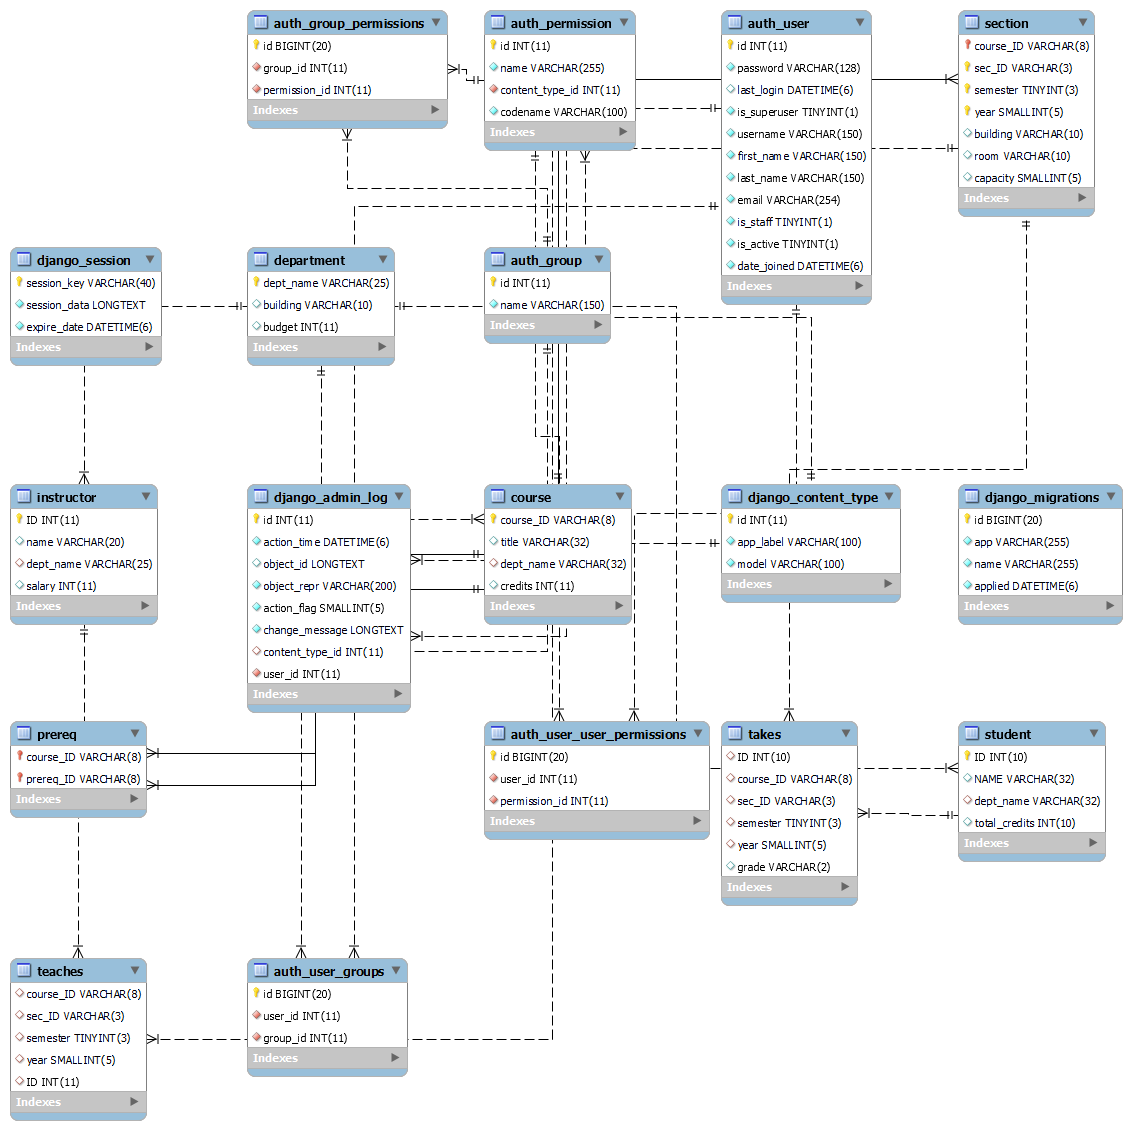 auth_group_permissions
id BIGINT(20)
group_id INT(11)
permission_id INT(11)
Indexes
auth_permission
id INT(11)
name VARCHAR(255)
content_type_id INT(11)
codename VARCHAR(100)
Indexes
auth_user
id INT(11)
password VARCHAR(128)
last_login DATETIME(6)
is_superuser TINYINT(1)
username VARCHAR(150)
first_name VARCHAR(150)
last_name VARCHAR(150)
email VARCHAR(254)
is_staff TINYINT(1)
is_active TINYINT(1)
date_joined DATETIME(6)
Indexes
section
course_ID VARCHAR(8)
sec_ID VARCHAR(3)
semester TINYINT(3)
year SMALLINT(5)
building VARCHAR(10)
room VARCHAR(10)
capacity SMALLINT(5)
Indexes
django_session
session_key VARCHAR(40)
session_data LONGTEXT
expire_date DATETIME(6)
Indexes
department
dept_name VARCHAR(25)
building VARCHAR(10)
budget INT(11)
Indexes
auth_group
id INT(11)
name VARCHAR(150)
Indexes
instructor
ID INT(11)
name VARCHAR(20)
dept_name VARCHAR(25)
salary INT(11)
Indexes
django_admin_log
id INT(11)
action_time DATETIME(6)
object_id LONGTEXT
object_repr VARCHAR(200)
action_flag SMALLINT(5)
change_message LONGTEXT
content_type_id INT(11)
user_id INT(11)
Indexes
course
course_ID VARCHAR(8)
title VARCHAR(32)
dept_name VARCHAR(32)
credits INT(11)
Indexes
django_content_type
id INT(11)
app_label VARCHAR(100)
model VARCHAR(100)
Indexes
django_migrations
id BIGINT(20)
app VARCHAR(255)
name VARCHAR(255)
applied DATETIME(6)
Indexes
prereq
course_ID VARCHAR(8)
prereq_ID VARCHAR(8)
Indexes
auth_user_user_permissions
id BIGINT(20)
user_id INT(11)
permission_id INT(11)
Indexes
takes
ID INT(10)
course_ID VARCHAR(8)
sec_ID VARCHAR(3)
semester TINYINT(3)
year SMALLINT(5)
grade VARCHAR(2)
Indexes
student
ID INT(10)
NAME VARCHAR(32)
dept_name VARCHAR(32)
total_credits INT(10)
Indexes
teaches
course_ID VARCHAR(8)
sec_ID VARCHAR(3)
semester TINYINT(3)
year SMALLINT(5)
ID INT(11)
Indexes
auth_user_groups
id BIGINT(20)
user_id INT(11)
group_id INT(11)
Indexes